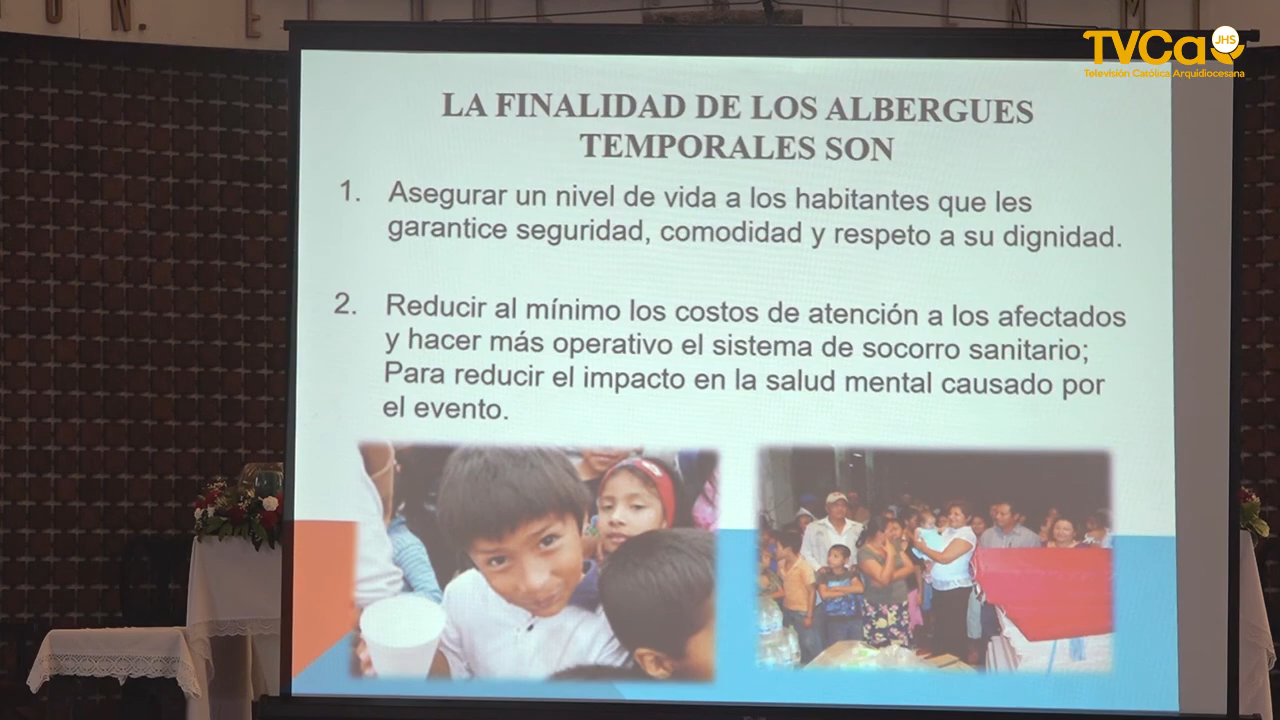 TVCa
JHS
Televisión Católica Arquidiocesana
LA FINALIDAD DE LOS ALBERGUES
TEMPORALES SON
1. Asegurar un nivel de vida a los habitantes que les
garantice seguridad, comodidad y respeto a su dignidad.
2. Reducir al mínimo los costos de atención a los afectados
y hacer más operativo el sistema de socorro sanitario;
Para reducir el impacto en la salud mental causado por
el evento.